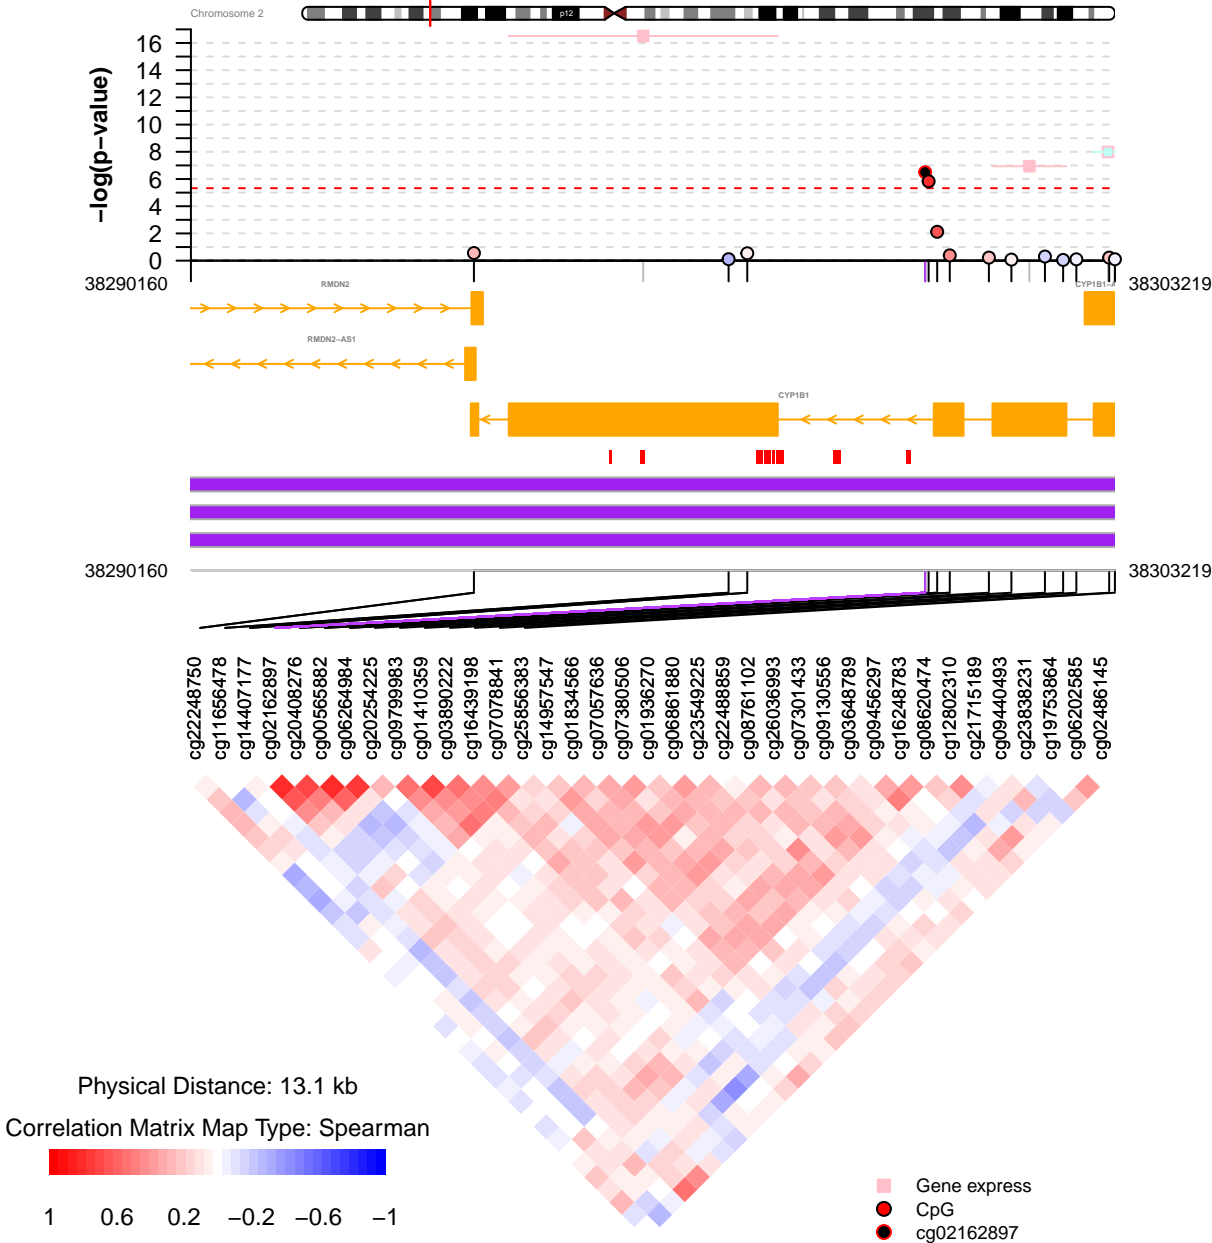 Chromosome 2
p12
−log(p−value)
16
14
12
10
8
6
4
2
0
38290160
38303219
RMDN2
CYP1B1-A
RMDN2-AS1
CYP1B1
38290160
38303219
cg22248750
cg11656478
cg14407177
cg02162897
cg20408276
cg00565882
cg06264984
cg20254225
cg09799983
cg01410359
cg03890222
cg16439198
cg07078841
cg25856383
cg14957547
cg01834566
cg07057636
cg07380506
cg01936270
cg06861880
cg23549225
cg22488859
cg08761102
cg26036993
cg07301433
cg09130556
cg03648789
cg09456297
cg16248783
cg08620474
cg12802310
cg21715189
cg09440493
cg23838231
cg19753864
cg06202585
cg02486145
Physical Distance: 13.1 kb
Correlation Matrix Map Type: Spearman
1 0.6 0.2 −0.2 −0.6 −1
Gene express
CpG
cg02162897